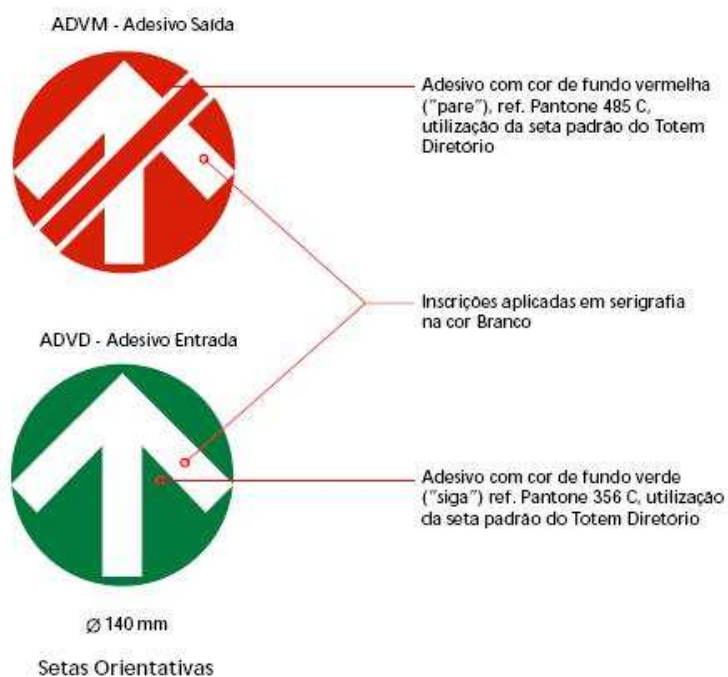 ADVM - Adesivo Saída
Adesivo com cor de fundo vermelha
("pare"), ref. Pantone 485 C,
utilização da seta padrão do Totem
Diretório
Inscrições aplicadas em serigrafia
na cor Branco
ADVD - Adesivo Entrada
Adesivo com cor de fundo verde
("siga") ref. Pantone 356 C, utilização
da seta padrão do Totem Diretório
Ø 140 mm
Setas Orientativas